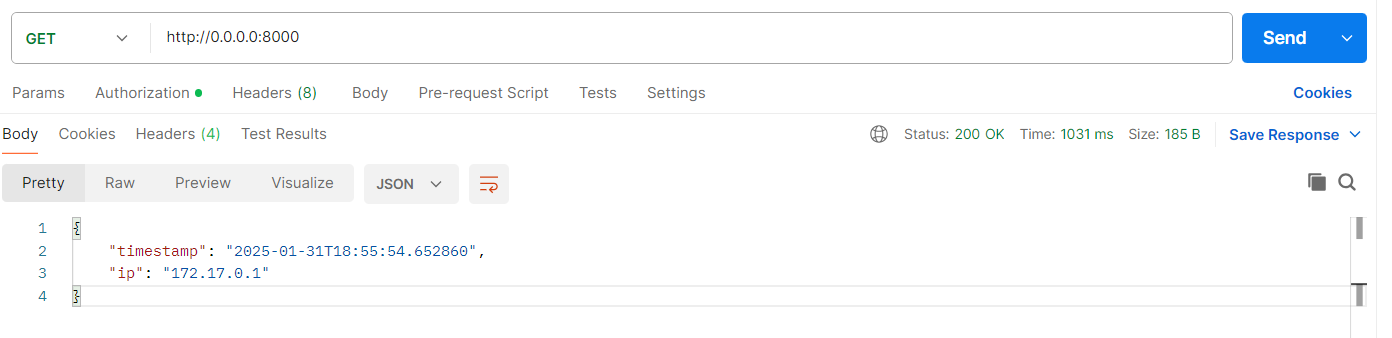 GET http://0.0.0.0:8000 Send
Params Authorization Headers (8) Body Pre-request Script Tests Settings Cookies
Body Cookies Headers (4) Test Results Status: 200 OK Time: 1031 ms Size: 185 B Save Response
Pretty Raw Preview Visualize JSON
1 {
2 "timestamp": "2025-01-31T18:55:54.652860",
3 "ip": "172.17.0.1"
4 }